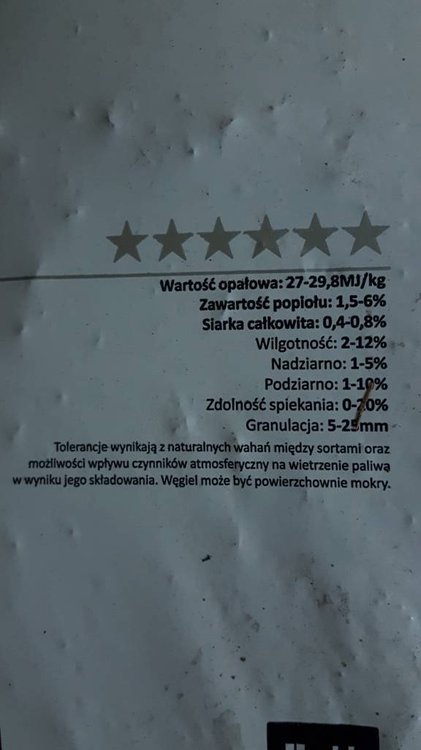 Wartość opałowa: 27-29,8MJ/kg
Zawartość popiołu: 1,5-6%
Siarka całkowita: 0,4-0,8%
Wilgotność: 2-12%
Nadziarno: 1-5%
Podziarno: 1-10%
Zdolność spiekania: 0-20%
Granulacja: 5-25mm
Tolerancje wynikają z naturalnych wahań między sortami oraz
możliwości wpływu czynników atmosferyczny na wietrzenie paliwa
w wyniku jego składowania. Węgiel może być powierzchownie mokry.